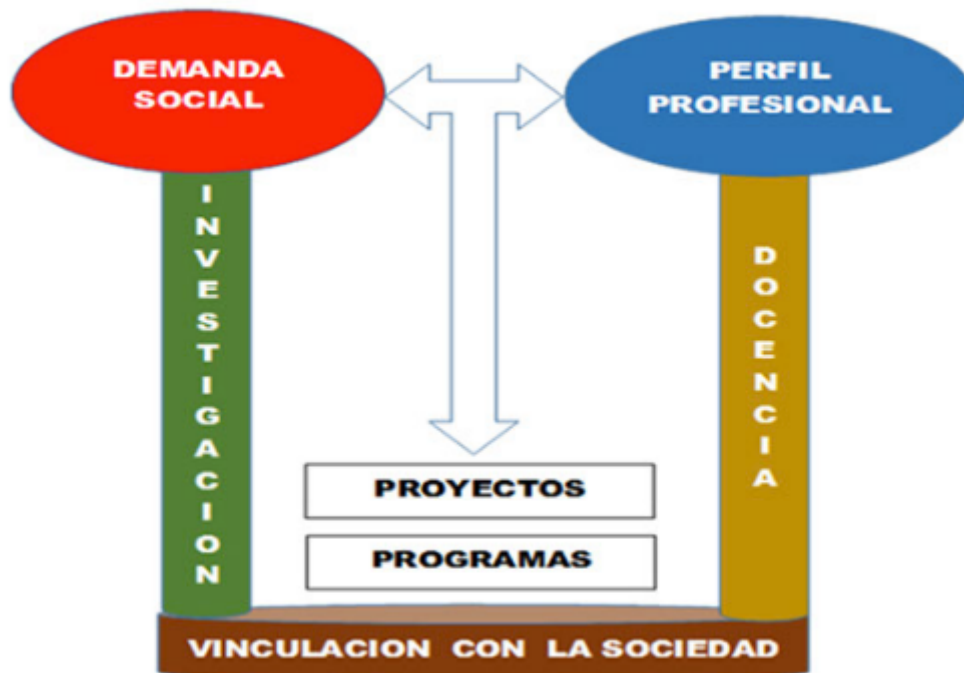 DEMANDA
SOCIAL
PERFIL
PROFESIONAL
INVESTIGACION
DOCENCIA
PROYECTOS
PROGRAMAS
VINCULACION CON LA SOCIEDAD